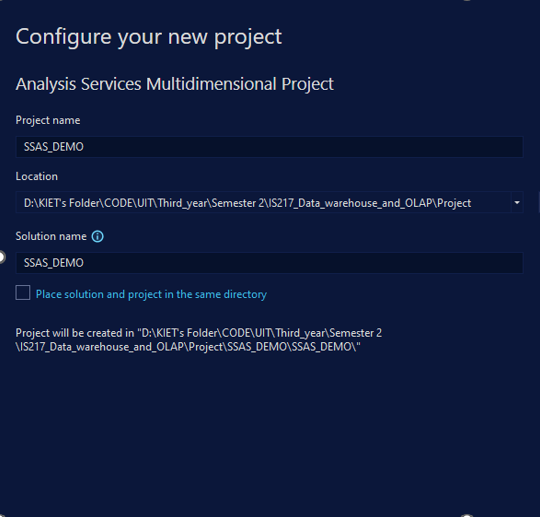 Configure your new project
Analysis Services Multidimensional Project
Project name
SSAS_DEMO
Location
D:\KIET's Folder\CODE\UIT\Third_year\Semester 2\IS217_Data_warehouse_and_OLAP\Project
Solution name
SSAS_DEMO
Place solution and project in the same directory
Project will be created in "D:\KIET's Folder\CODE\UIT\Third_year\Semester 2
\IS217_Data_warehouse_and_OLAP\Project\SSAS_DEMO\SSAS_DEMO\"